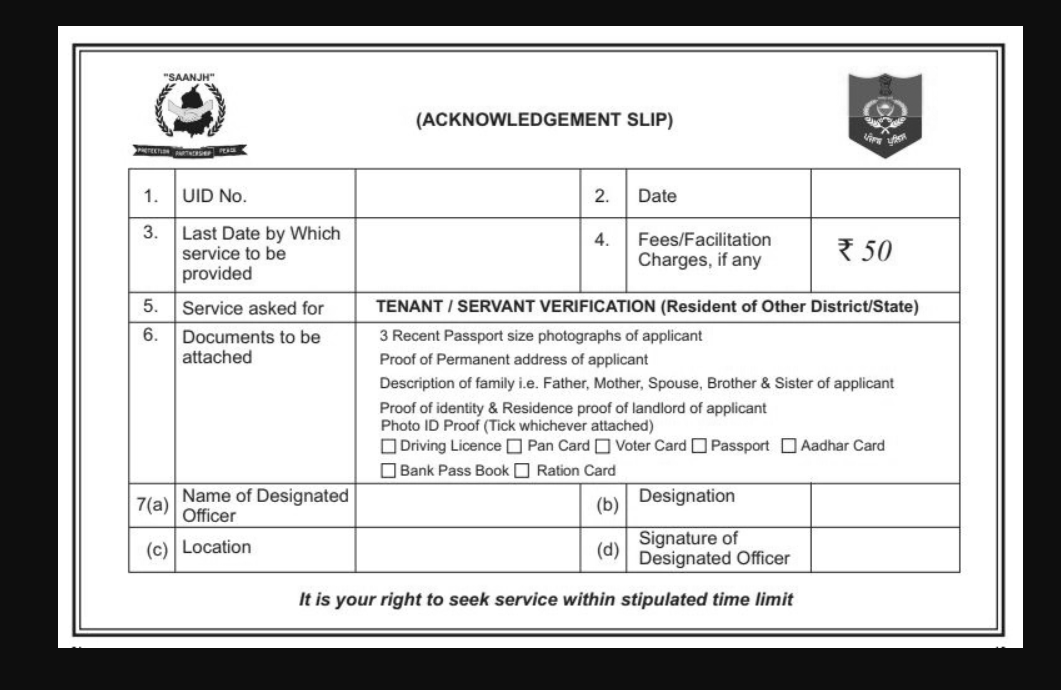 "SAANJH"
PROTECTION PARTNERSHIP PEACE
(ACKNOWLEDGEMENT SLIP)
ਪੰਜਾਬ ਪੁਲਿਸ
1. UID No. 2. Date
3. Last Date by Which
service to be
provided
4. Fees/Facilitation
Charges, if any
₹ 50
5. Service asked for TENANT / SERVANT VERIFICATION (Resident of Other District/State)
6. Documents to be
attached
3 Recent Passport size photographs of applicant
Proof of Permanent address of applicant
Description of family i.e. Father, Mother, Spouse, Brother & Sister of applicant
Proof of identity & Residence proof of landlord of applicant
Photo ID Proof (Tick whichever attached)
Driving Licence Pan Card Voter Card Passport Aadhar Card
Bank Pass Book Ration Card
7(a) Name of Designated
Officer
(b) Designation
(c) Location (d) Signature of
Designated Officer
It is your right to seek service within stipulated time limit